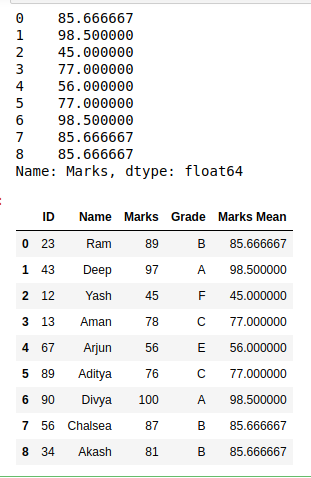 0 85.666667
1 98.500000
2 45.000000
3 77.000000
4 56.000000
5 77.000000
6 98.500000
7 85.666667
8 85.666667
Name: Marks, dtype: float64
ID Name Marks Grade Marks Mean
0 23 Ram 89 B 85.666667
1 43 Deep 97 A 98.500000
2 12 Yash 45 F 45.000000
3 13 Aman 78 C 77.000000
4 67 Arjun 56 E 56.000000
5 89 Aditya 76 C 77.000000
6 90 Divya 100 A 98.500000
7 56 Chalsea 87 B 85.666667
8 34 Akash 81 B 85.666667